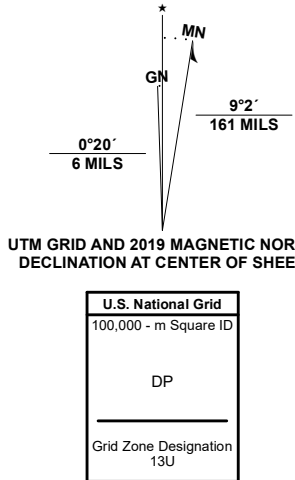 ★
MN
GN
9°2´
161 MILS
0°20´
6 MILS
UTM GRID AND 2019 MAGNETIC NOR
DECLINATION AT CENTER OF SHEE
U.S. National Grid
100,000 - m Square ID
DP
Grid Zone Designation
13U